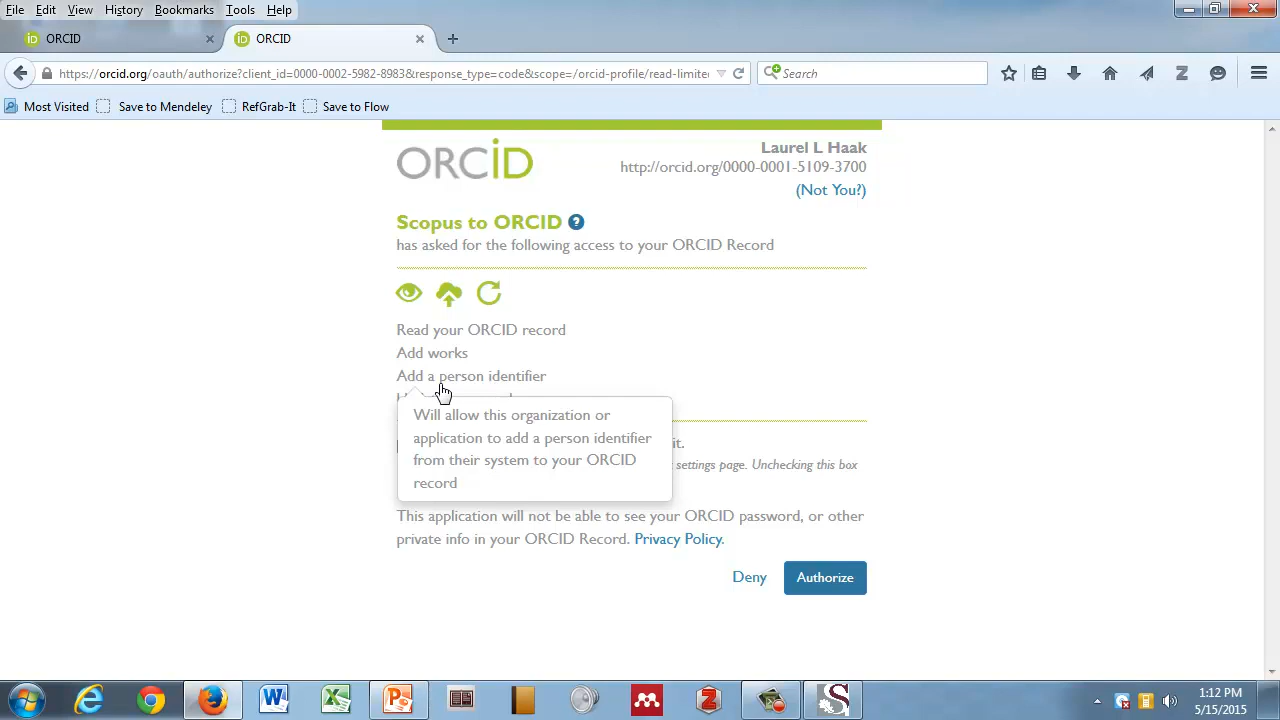 File Edit View History Bookmarks Tools Help
iD ORCID × iD ORCID × +
https://orcid.org/oauth/authorize?client_id=0000-0002-5982-8983&response_type=code&scope=/orcid-profile/read-limite
Search
Most Visited Save to Mendeley RefGrab-It Save to Flow
ORCiD
Laurel L Haak
http://orcid.org/0000-0001-5109-3700
(Not You?)
Scopus to ORCID ?
has asked for the following access to your ORCID Record
Read your ORCID record
Add works
Add a person identifier
Will allow this organization or
application to add a person identifier
from their system to your ORCID
record
it.
settings page. Unchecking this box
This application will not be able to see your ORCID password, or other
private info in your ORCID Record. Privacy Policy.
Deny Authorize
1:12 PM
5/15/2015